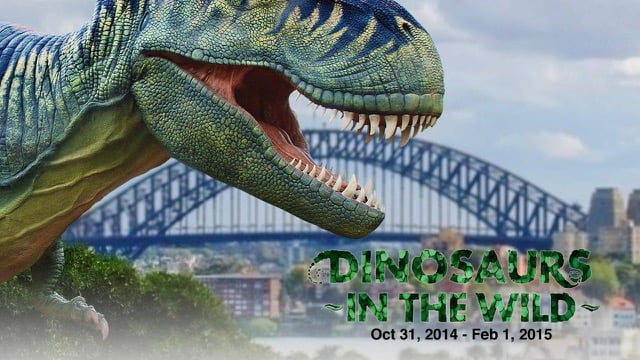 DINOSAURS
~IN THE WILD~
Oct 31, 2014 - Feb 1, 2015